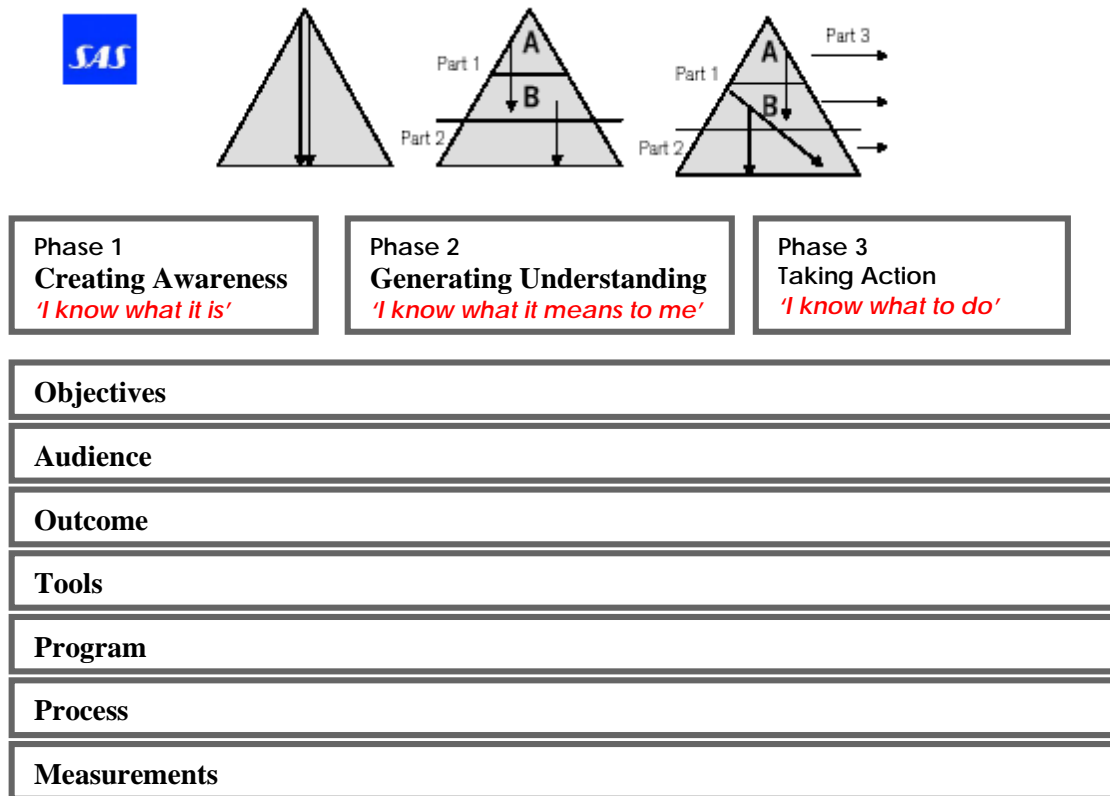 SAS
Part 1
A
B
Part 2
Part 3
Part 1
A
B
Part 2
Phase 1
Creating Awareness
‘I know what it is’
Phase 2
Generating Understanding
‘I know what it means to me’
Phase 3
Taking Action
‘I know what to do’
Objectives
Audience
Outcome
Tools
Program
Process
Measurements